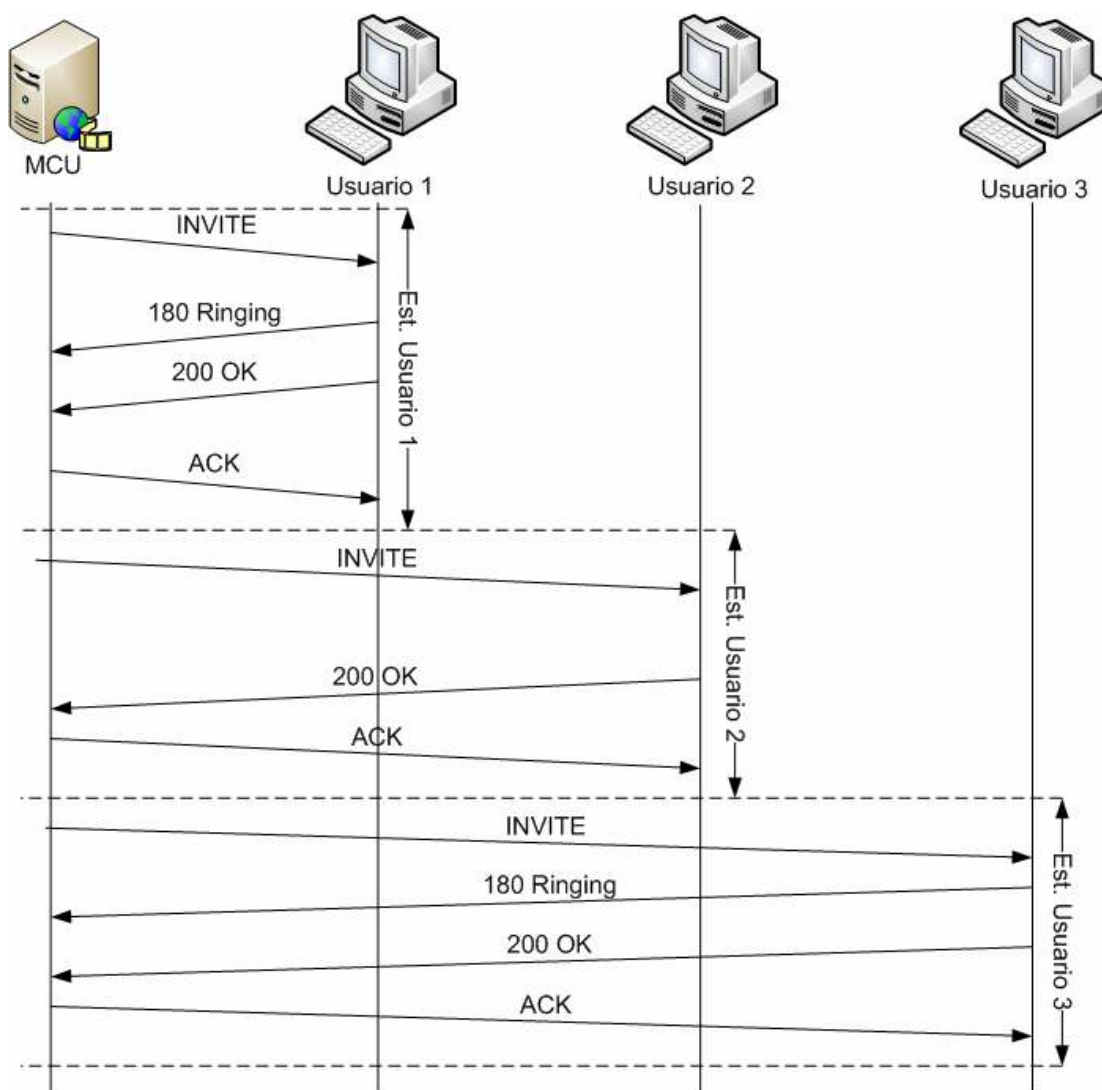 MCU
Usuario 1
Usuario 2
Usuario 3
INVITE
180 Ringing
200 OK
ACK
Est. Usuario 1
INVITE
200 OK
ACK
Est. Usuario 2
INVITE
180 Ringing
200 OK
ACK
Est. Usuario 3